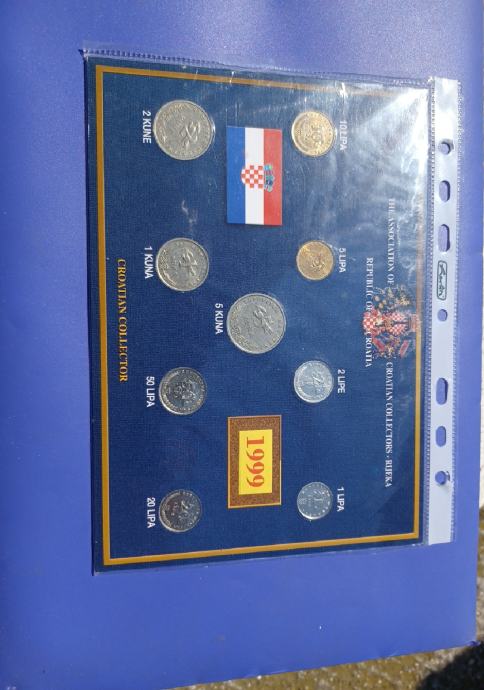 THE ASSOCIATION OF CROATIAN COLLECTORS - RIJEKA
REPUBLIC OF CROATIA
10 LIPA
5 LIPA
2 LIPE
1 LIPA
5 KUNA
1999
2 KUNE
1 KUNA
50 LIPA
20 LIPA
CROATIAN COLLECTOR